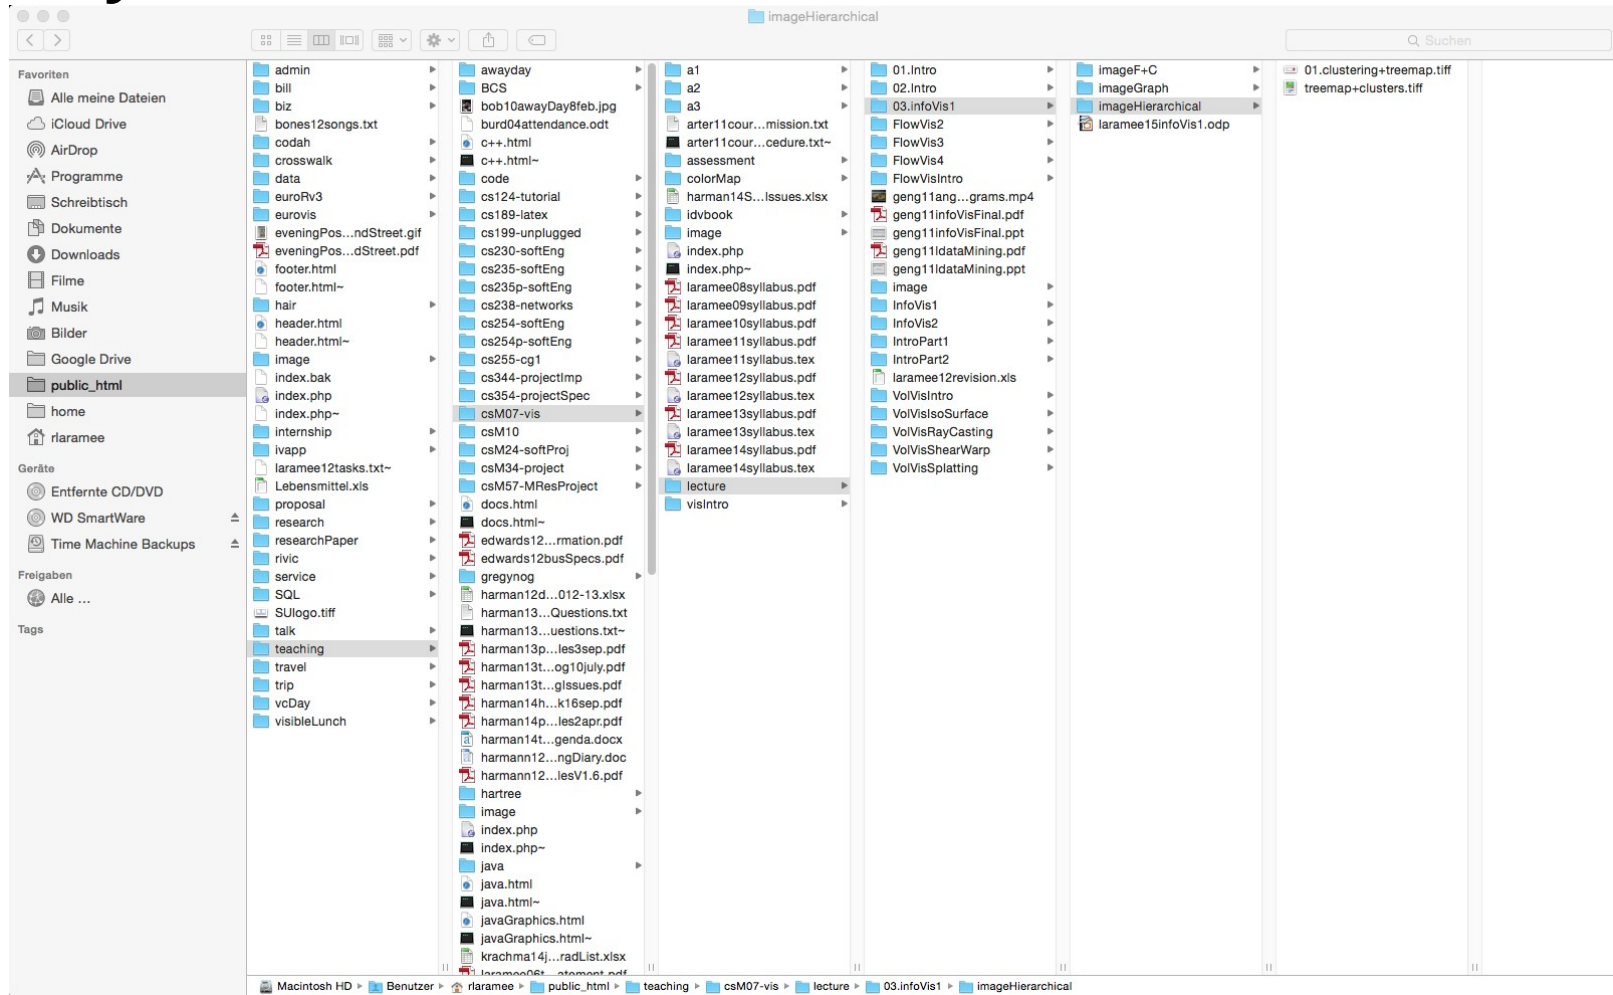 imageHierarchical
Suchen
Favoriten
Alle meine Dateien
iCloud Drive
AirDrop
Programme
Schreibtisch
Dokumente
Downloads
Filme
Musik
Bilder
Google Drive
public_html
home
rlaramee
Geräte
Entfernte CD/DVD
WD SmartWare
Time Machine Backups
Freigaben
Alle ...
Tags
admin
bill
biz
bones12songs.txt
codah
crosswalk
data
euroRv3
eurovis
eveningPos...ndStreet.gif
eveningPos...dStreet.pdf
footer.html
footer.html~
hair
header.html
header.html~
image
index.bak
index.php
index.php~
internship
ivapp
laramee12tasks.txt~
Lebensmittel.xls
proposal
research
researchPaper
rivic
service
SQL
SUlogo.tiff
talk
teaching
travel
trip
vcDay
visibleLunch
awayday
BCS
bob10awayDay8feb.jpg
burd04attendance.odt
c++.html
c++.html~
code
cs124-tutorial
cs189-latex
cs199-unplugged
cs230-softEng
cs235-softEng
cs235p-softEng
cs238-networks
cs254-softEng
cs254p-softEng
cs255-cg1
cs344-projectImp
cs354-projectSpec
csM07-vis
csM10
csM24-softProj
csM34-project
csM57-MResProject
docs.html
docs.html~
edwards12...rmation.pdf
edwards12busSpecs.pdf
gregynog
harman12d...012-13.xlsx
harman13...Questions.txt
harman13...uestions.txt~
harman13p...les3sep.pdf
harman13t...og10july.pdf
harman13t...gIssues.pdf
harman14h...k16sep.pdf
harman14p...les2apr.pdf
harman14t...genda.docx
harmann12...ngDiary.doc
harmann12...lesV1.6.pdf
hartree
image
index.php
index.php~
java
java.html
java.html~
javaGraphics.html
javaGraphics.html~
krachma14j...radList.xlsx
laramee06t...atement.pdf
a1
a2
a3
arter11cour...mission.txt
arter11cour...cedure.txt~
assessment
colorMap
harman14S...Issues.xlsx
idvbook
image
index.php
index.php~
laramee08syllabus.pdf
laramee09syllabus.pdf
laramee10syllabus.pdf
laramee11syllabus.pdf
laramee11syllabus.tex
laramee12syllabus.pdf
laramee12syllabus.tex
laramee13syllabus.pdf
laramee13syllabus.tex
laramee14syllabus.pdf
laramee14syllabus.tex
lecture
visIntro
01.Intro
02.Intro
03.infoVis1
FlowVis2
FlowVis3
FlowVis4
FlowVisIntro
geng11ang...grams.mp4
geng11infoVisFinal.pdf
geng11infoVisFinal.ppt
geng11ldataMining.pdf
geng11ldataMining.ppt
image
InfoVis1
InfoVis2
IntroPart1
IntroPart2
laramee12revision.xls
VolVisIntro
VolVisIsoSurface
VolVisRayCasting
VolVisShearWarp
VolVisSplatting
imageF+C
imageGraph
imageHierarchical
laramee15infoVis1.odp
01.clustering+treemap.tiff
treemap+clusters.tiff
Macintosh HD ▸ Benutzer ▸ rlaramee ▸ public_html ▸ teaching ▸ csM07-vis ▸ lecture ▸ 03.infoVis1 ▸ imageHierarchical